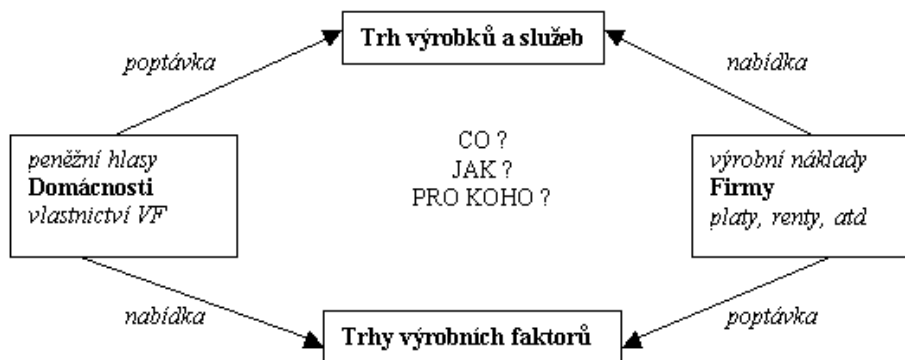 Trh výrobků a služeb
poptávka
nabídka
peněžní hlasy
Domácnosti
vlastnictví VF
CO ?
JAK ?
PRO KOHO ?
výrobní náklady
Firmy
platy, renty, atd
nabídka
poptávka
Trhy výrobních faktorů